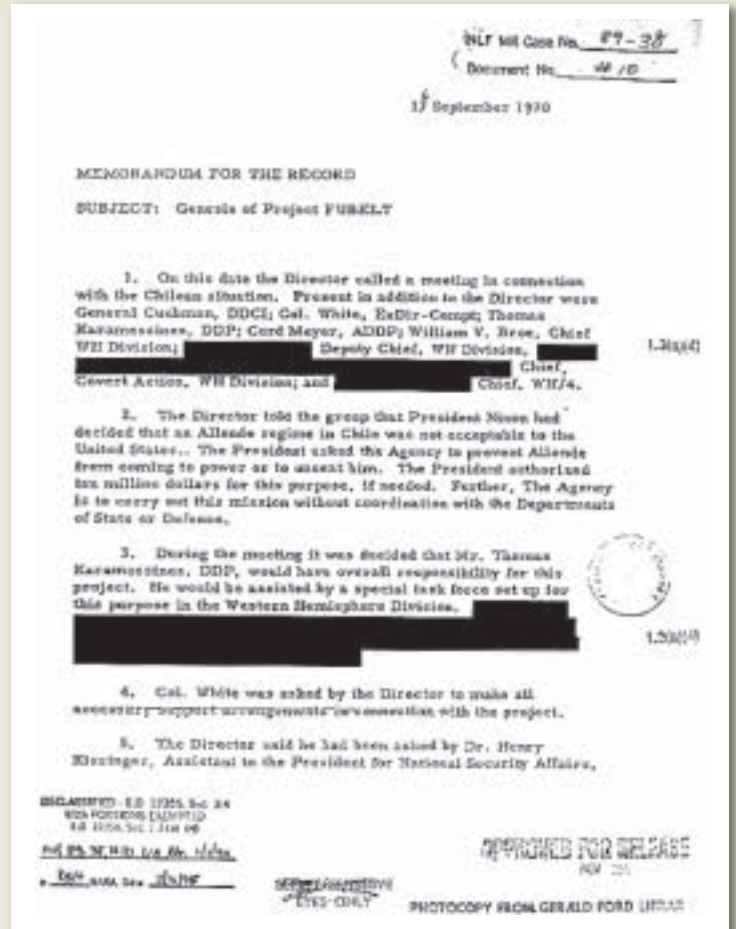 NLF MR Case No. 89-38
Document No. #10
September 1970
MEMORANDUM FOR THE RECORD
SUBJECT: Genesis of Project FUBELT
1. On this date the Director called a meeting in connection
with the Chilean situation. Present in addition to the Director were
General Cushman, DDCI; Col. White, ExDir-Compt; Thomas
Karamessines, DDP; Cord Meyer, ADDP; William V. Broe, Chief
WH Division; Deputy Chief, WH Division,
Chief,
Covert Action, WH Division; and Chief, WH/4.
2. The Director told the group that President Nixon had
decided that an Allende regime in Chile was not acceptable to the
United States. The President asked the Agency to prevent Allende
from coming to power or to unseat him. The President authorized
ten million dollars for this purpose, if needed. Further, The Agency
is to carry out this mission without coordination with the Departments
of State or Defense.
3. During the meeting it was decided that Mr. Thomas
Karamessines, DDP, would have overall responsibility for this
project. He would be assisted by a special task force set up for
this purpose in the Western Hemisphere Division.
4. Col. White was asked by the Director to make all
necessary support arrangements in connection with the project.
5. The Director said he had been asked by Dr. Henry
Kissinger, Assistant to the President for National Security Affairs,
DECLASSIFIED
APPROVED FOR RELEASE
EYES ONLY
PHOTOCOPY FROM GERALD FORD LIBRARY